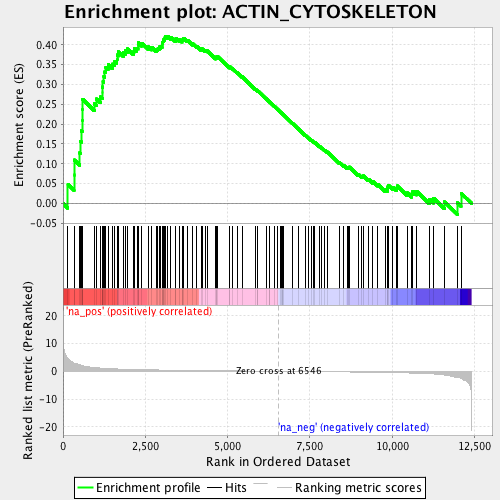 Enrichment plot: ACTIN_CYTOSKELETON
Enrichment score (ES)
0.40
0.35
0.30
0.25
0.20
0.15
0.10
0.05
0.00
-0.05
'na_pos' (positively correlated)
Ranked list metric (PreRanked)
20
10
0
-10
-20
Zero cross at 6546
'na_neg' (negatively correlated)
0
2,500
5,000
7,500
10,000
12,500
Rank in Ordered Dataset
Enrichment profile
Hits
Ranking metric scores